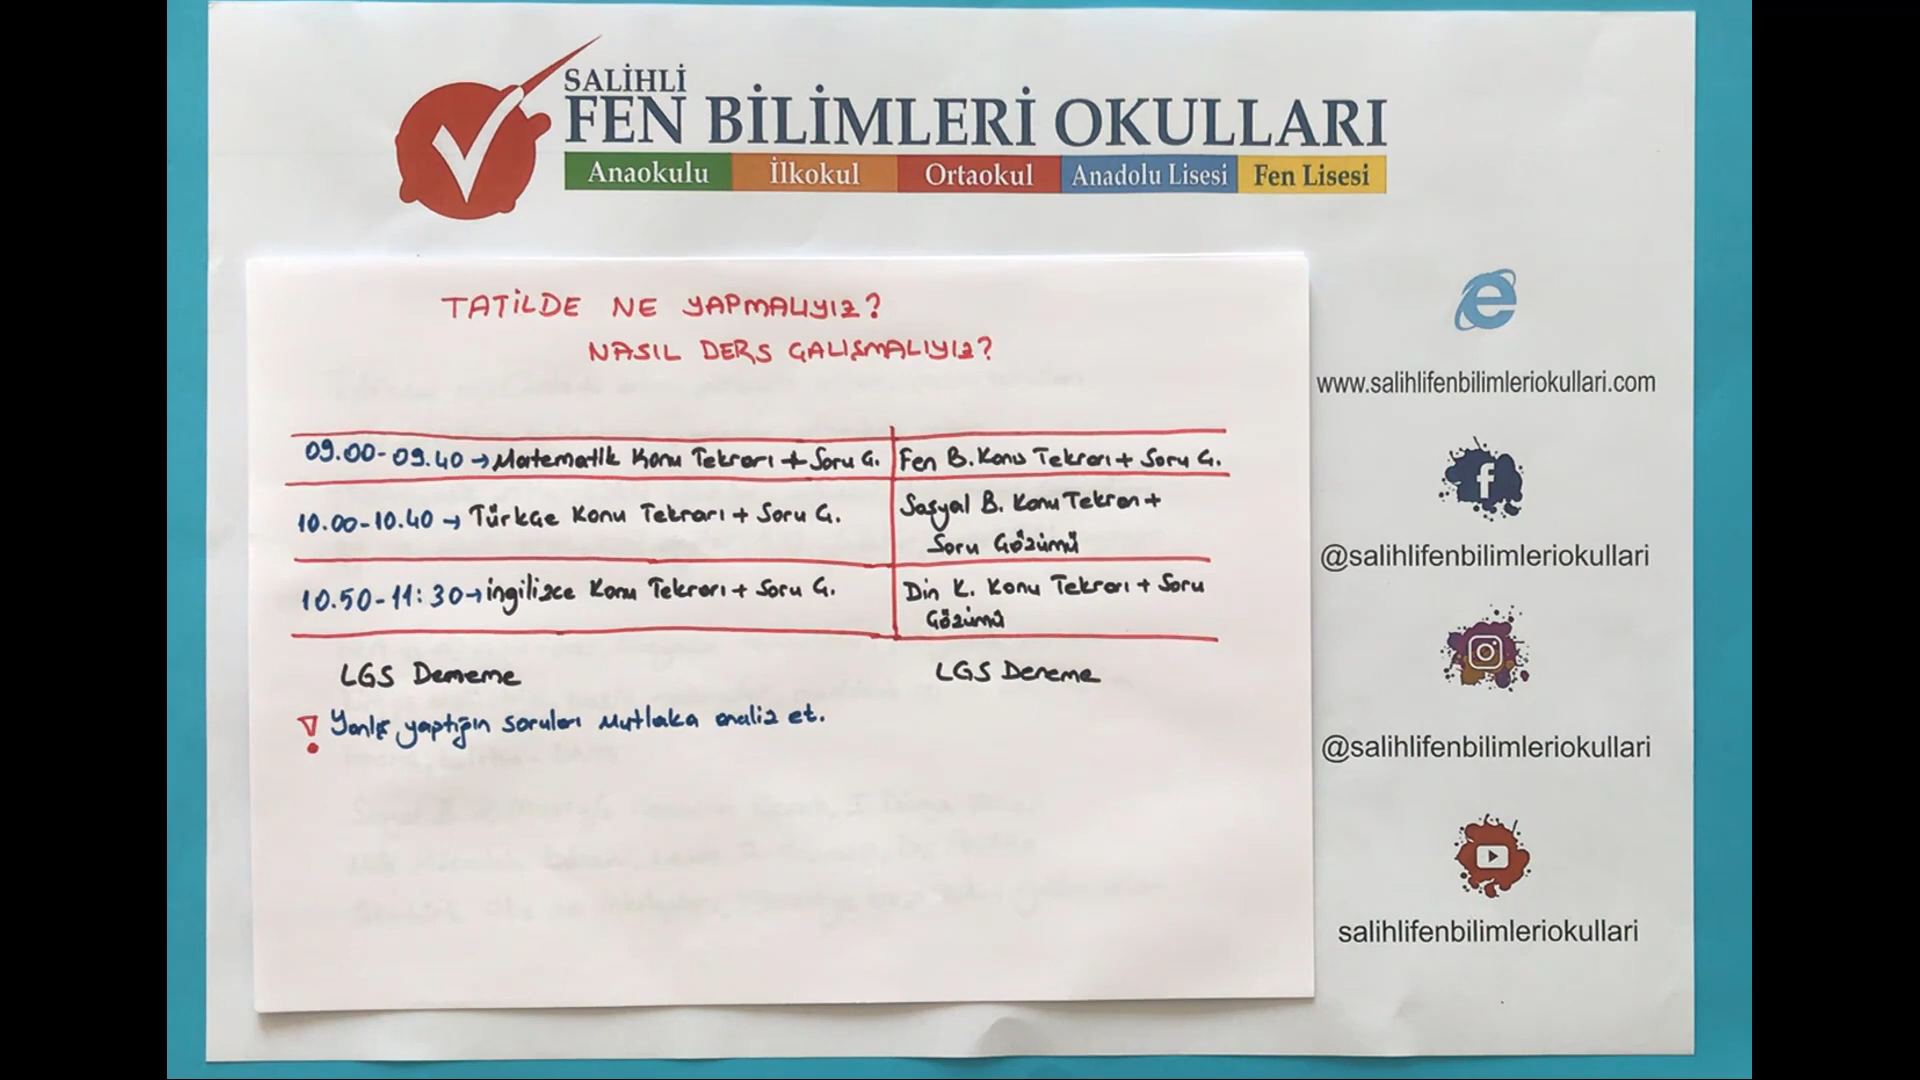 SALİHLİ
FEN BİLİMLERİ OKULLARI
Anaokulu İlkokul Ortaokul Anadolu Lisesi Fen Lisesi
TATİLDE NE YAPMALIYIZ?
NASIL DERS ÇALIŞMALIYIZ?
09.00-09.40 → Matematik Konu Tekrarı + Soru Ç. Fen B. Konu Tekrarı + Soru Ç.
10.00-10.40 → Türkçe Konu Tekrarı + Soru Ç. Sosyal B. Konu Tekrarı +
Soru Çözümü
10.50-11:30 → İngilizce Konu Tekrarı + Soru Ç. Din K. Konu Tekrarı + Soru
Çözümü
LGS Deneme LGS Deneme
! Yanlış yaptığın soruları mutlaka analiz et.
www.salihlifenbilimleriokullari.com
@salihlifenbilimleriokullari
@salihlifenbilimleriokullari
salihlifenbilimleriokullari